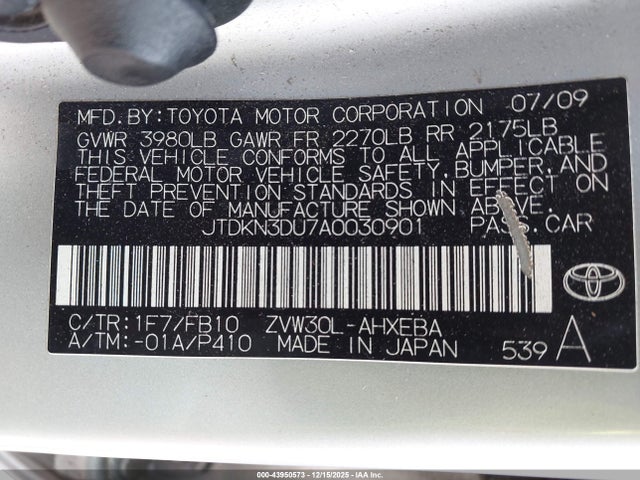 MFD.BY:TOYOTA MOTOR CORPORATION 07/09
GVWR 3980LB GAWR FR 2270LB RR 2175LB
THIS VEHICLE CONFORMS TO ALL APPLICABLE
FEDERAL MOTOR VEHICLE SAFETY,BUMPER,AND
THEFT PREVENTION STANDARDS IN EFFECT ON
THE DATE OF MANUFACTURE SHOWN ABOVE.
JTDKN3DU7A0030901 PASS.CAR
C/TR:1F7/FB10 ZVW30L-AHXEBA
A/TM:-01A/P410 MADE IN JAPAN 539 A
TOYOTA
000-43950573 - 12/15/2025 - IAA Inc.